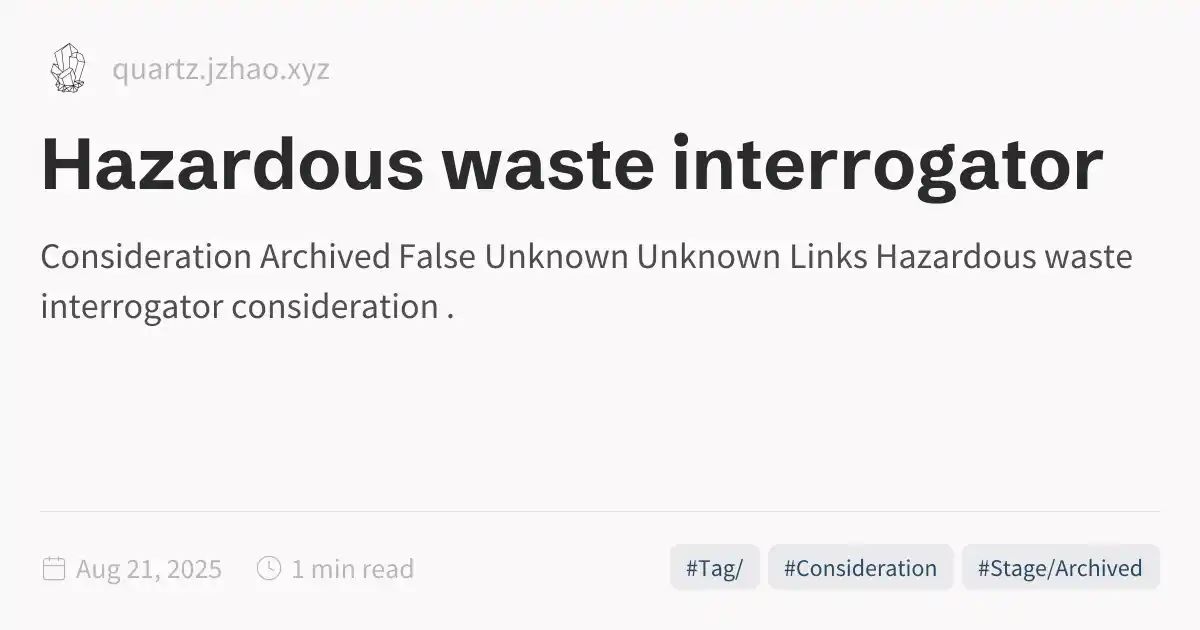 quartz.jzhao.xyz
Hazardous waste interrogator
Consideration Archived False Unknown Unknown Links Hazardous waste
interrogator consideration .
Aug 21, 2025 1 min read #Tag/ #Consideration #Stage/Archived